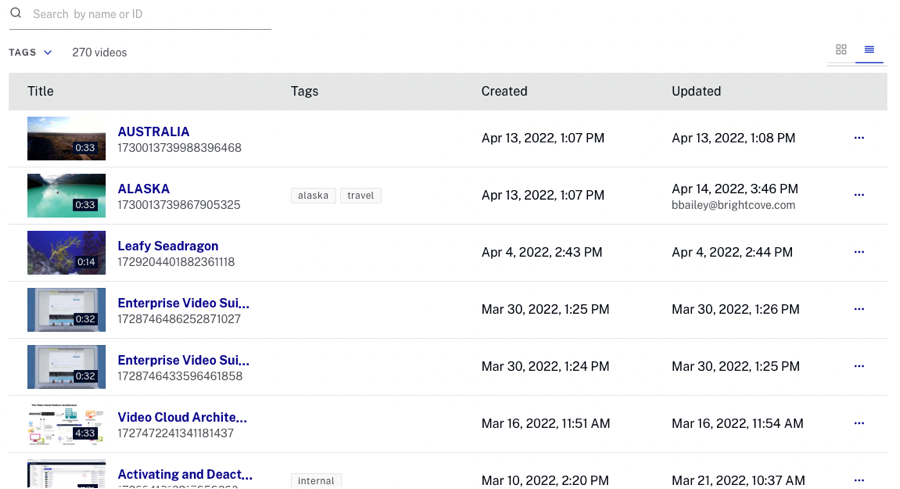 Search by name or ID
TAGS 270 videos
Title Tags Created Updated
AUSTRALIA
0:33 1730013739988396468 Apr 13, 2022, 1:07 PM Apr 13, 2022, 1:08 PM
ALASKA
0:33 1730013739867905325 alaska travel Apr 13, 2022, 1:07 PM Apr 14, 2022, 3:46 PM
bbailey@brightcove.com
Leafy Seadragon
0:14 1729204401882361118 Apr 4, 2022, 2:43 PM Apr 4, 2022, 2:44 PM
Enterprise Video Sui...
0:32 1728746486252871027 Mar 30, 2022, 1:25 PM Mar 30, 2022, 1:26 PM
Enterprise Video Sui...
0:32 1728746433596461858 Mar 30, 2022, 1:24 PM Mar 30, 2022, 1:25 PM
Video Cloud Archite...
4:33 1727472241341181437 Mar 16, 2022, 11:51 AM Mar 16, 2022, 11:54 AM
Activating and Deact...
internal Mar 10, 2022, 2:20 PM Mar 21, 2022, 10:37 AM